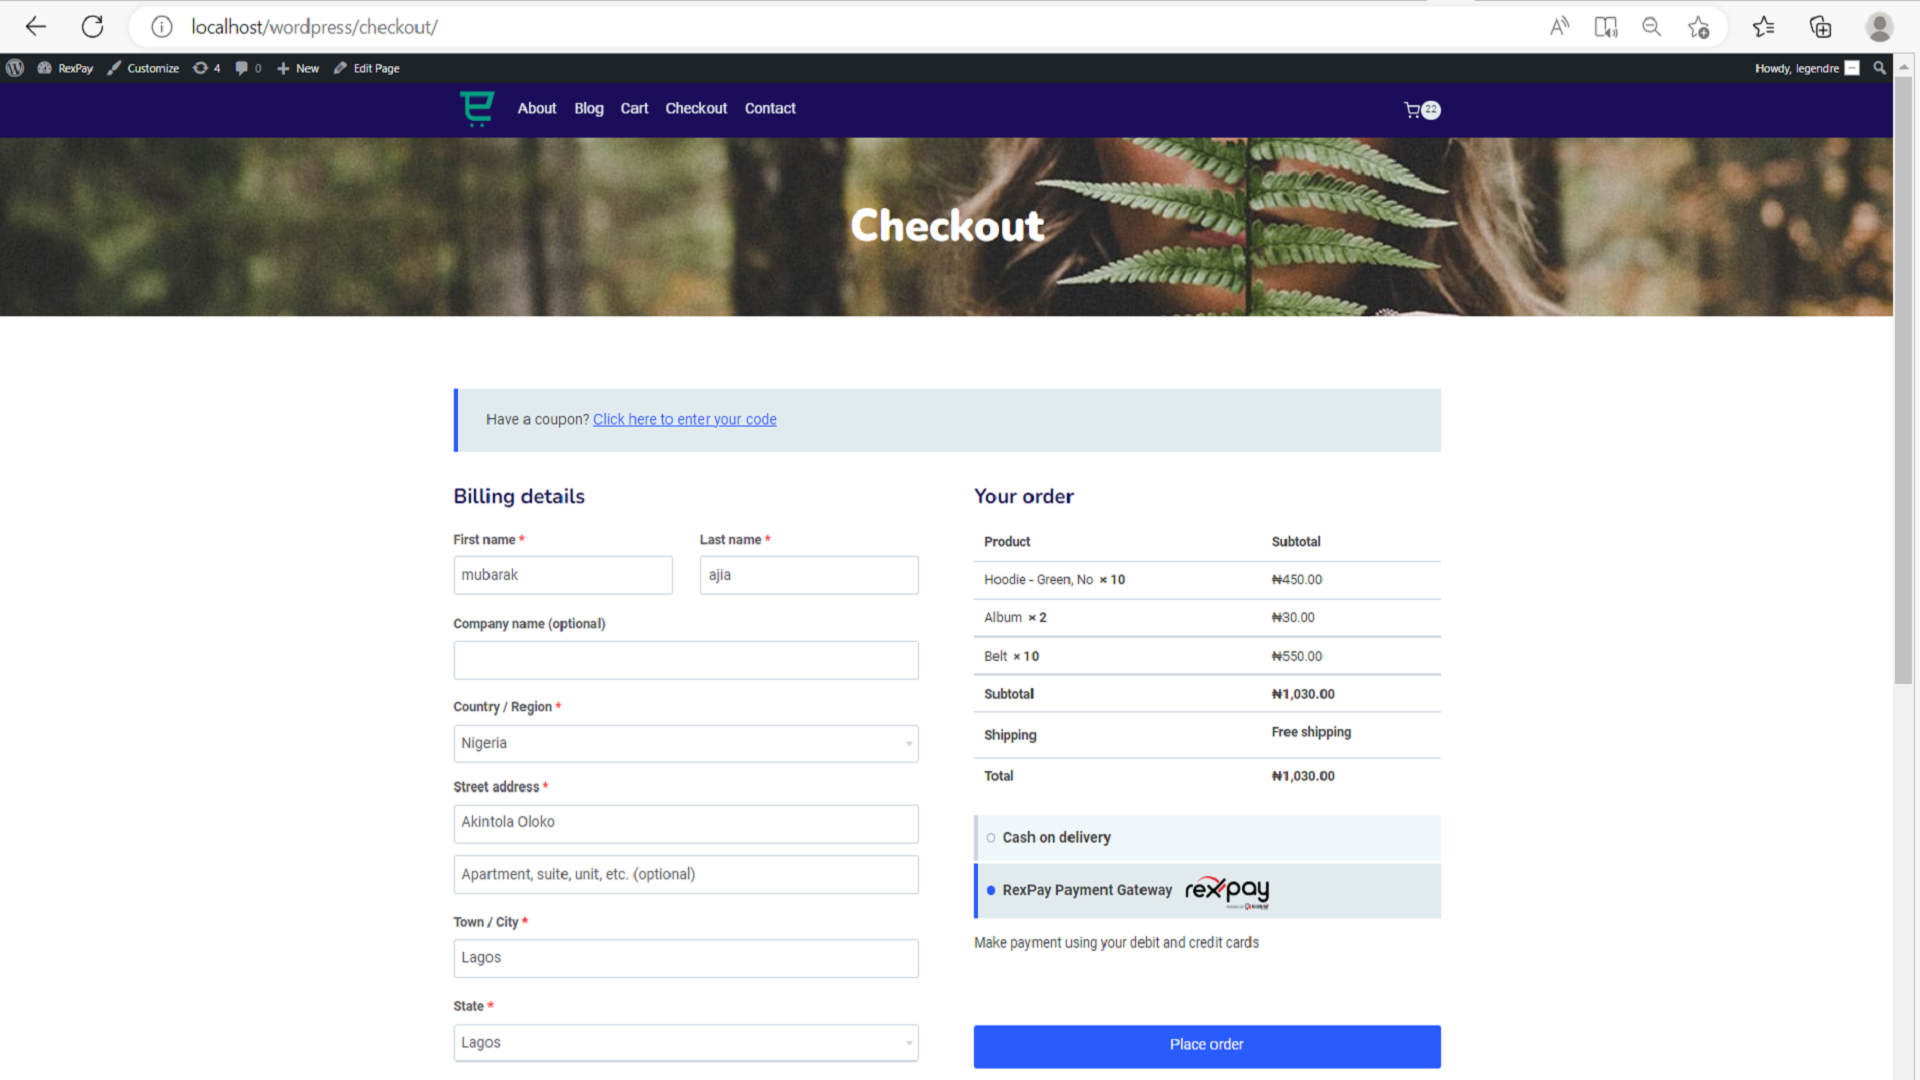 localhost/wordpress/checkout/
RexPay Customize 4 0 New Edit Page Howdy, legendre
About Blog Cart Checkout Contact 22
Checkout
Have a coupon? Click here to enter your code
Billing details
First name * Last name *
mubarak ajia
Company name (optional)
Country / Region *
Nigeria
Street address *
Akintola Oloko
Apartment, suite, unit, etc. (optional)
Town / City *
Lagos
State *
Lagos
Your order
Product Subtotal
Hoodie - Green, No × 10 ₦450.00
Album × 2 ₦30.00
Belt × 10 ₦550.00
Subtotal ₦1,030.00
Shipping Free shipping
Total ₦1,030.00
Cash on delivery
RexPay Payment Gateway rexpay
Make payment using your debit and credit cards
Place order